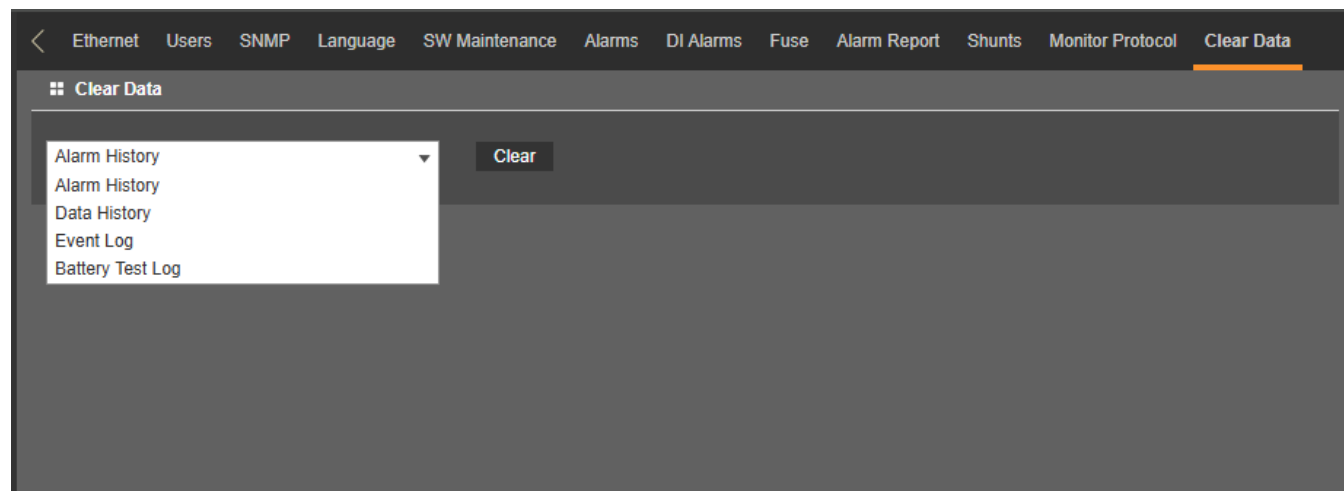 Ethernet Users SNMP Language SW Maintenance Alarms DI Alarms Fuse Alarm Report Shunts Monitor Protocol Clear Data
Clear Data
Alarm History Clear
Alarm History
Data History
Event Log
Battery Test Log